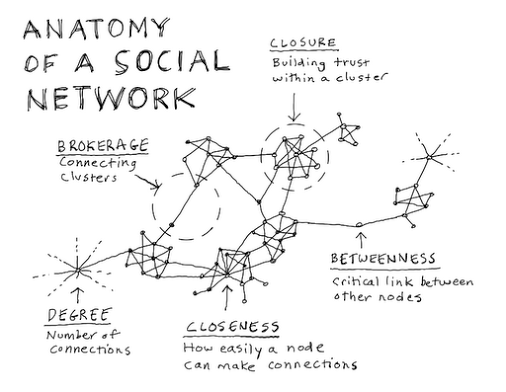 ANATOMY
OF A SOCIAL
NETWORK
CLOSURE
Building trust
within a cluster
BROKERAGE
Connecting
Clusters
BETWEENNESS
Critical link between
other nodes
DEGREE
Number of
connections
CLOSENESS
How easily a node
can make connections